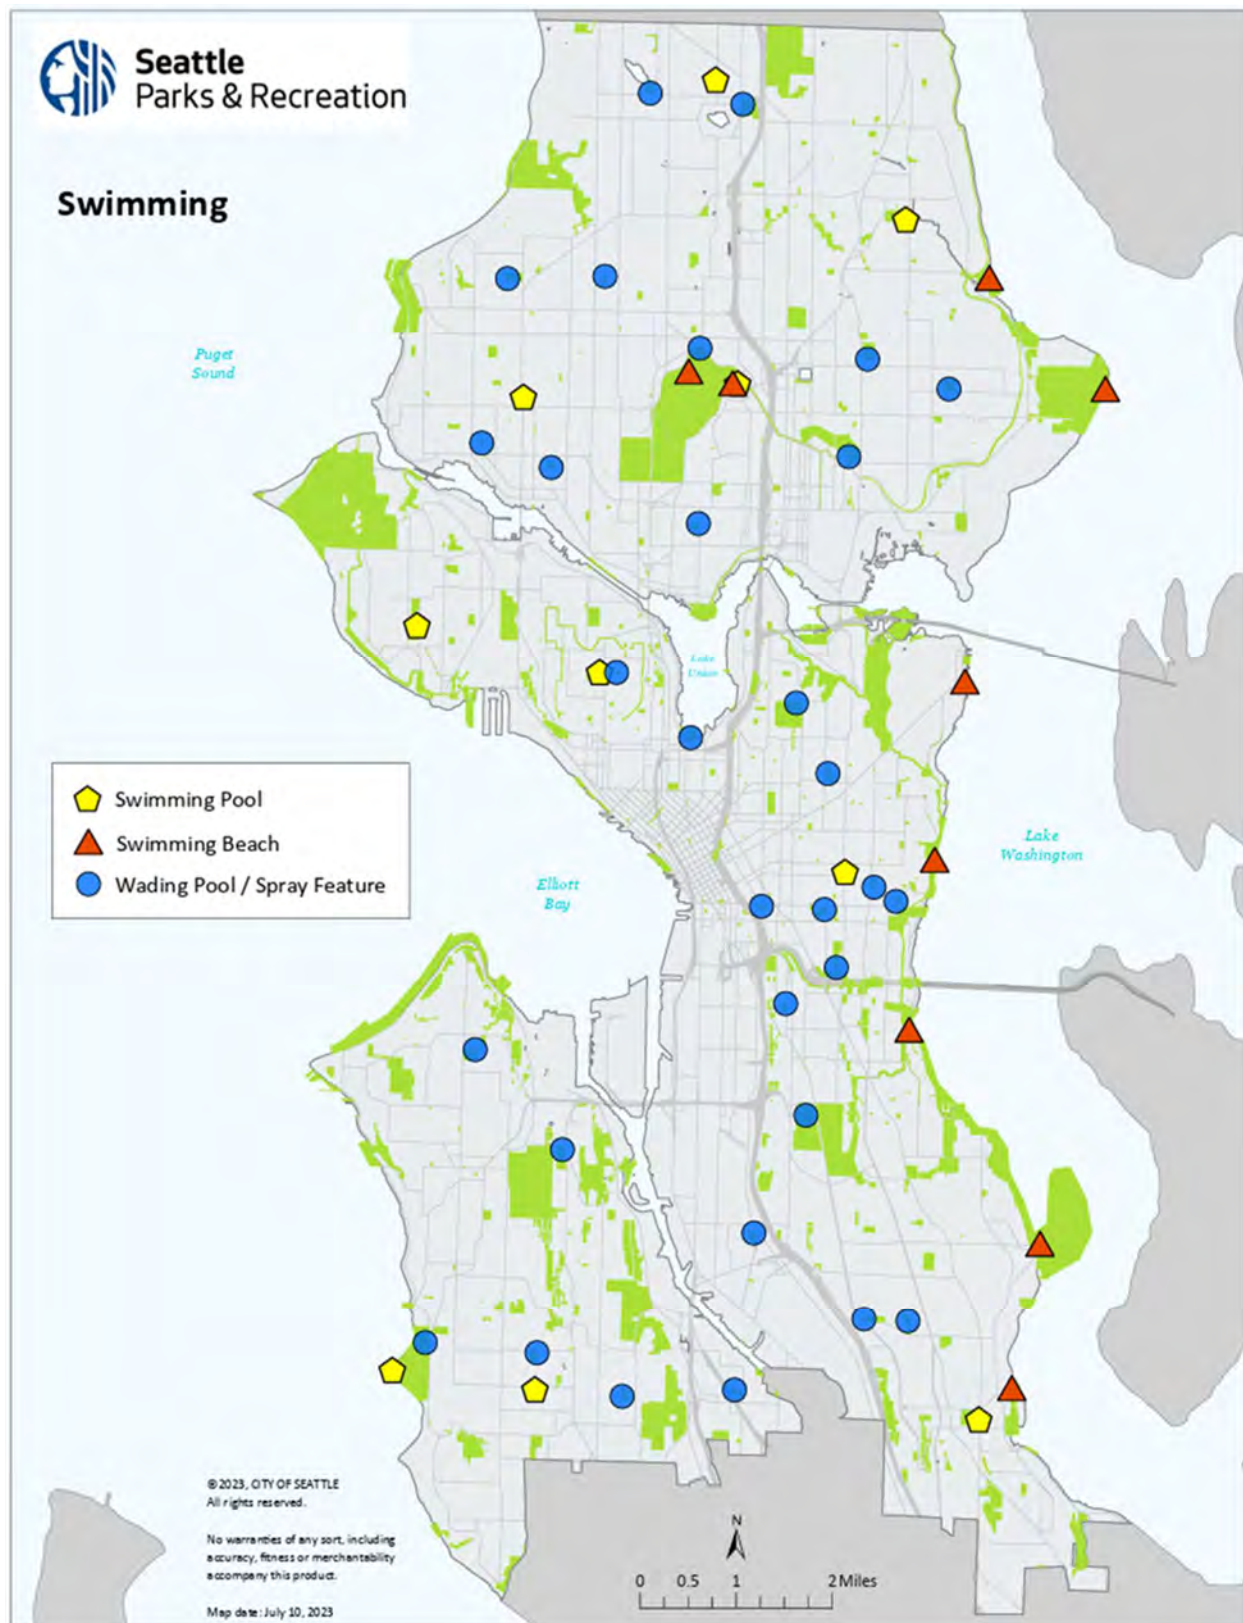 Seattle
Parks & Recreation
Swimming
Puget
Sound
Lake
Union
Swimming Pool
Swimming Beach
Wading Pool / Spray Feature
Elliott
Bay
Lake
Washington
©2023, CITY OF SEATTLE
All rights reserved.
No warranties of any sort, including
accuracy, fitness or merchantability
accompany this product.
Map date: July 10, 2023
N
0 0.5 1 2 Miles